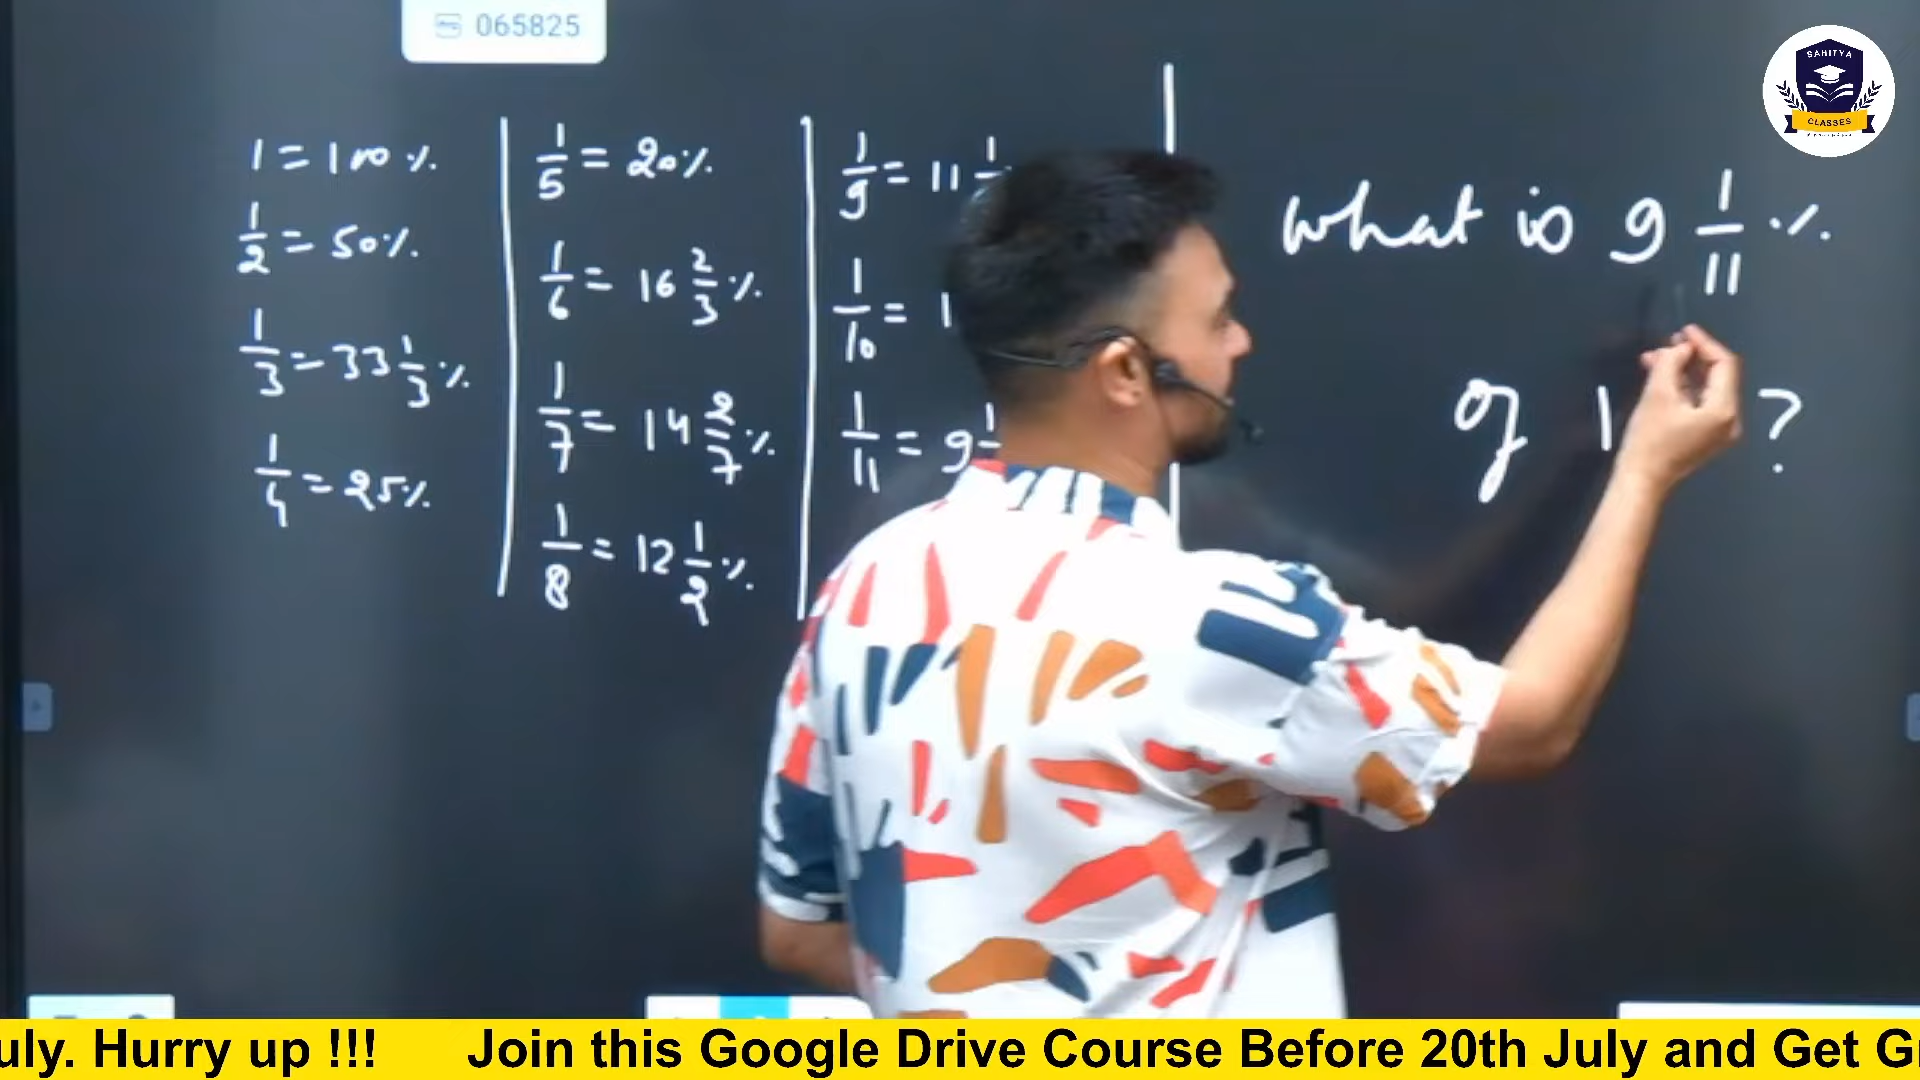 065825
SAHITYA
CLASSES
1 = 100 %
1/2 = 50 %
1/3 = 33 1/3 %
1/4 = 25 %
1/5 = 20 %
1/6 = 16 2/3 %
1/7 = 14 2/7 %
1/8 = 12 1/2 %
1/9 = 11 1
1/10 = 1
1/11 = 9 1
what is 9 1/11 %
of 1 ?
uly. Hurry up !!! Join this Google Drive Course Before 20th July and Get G